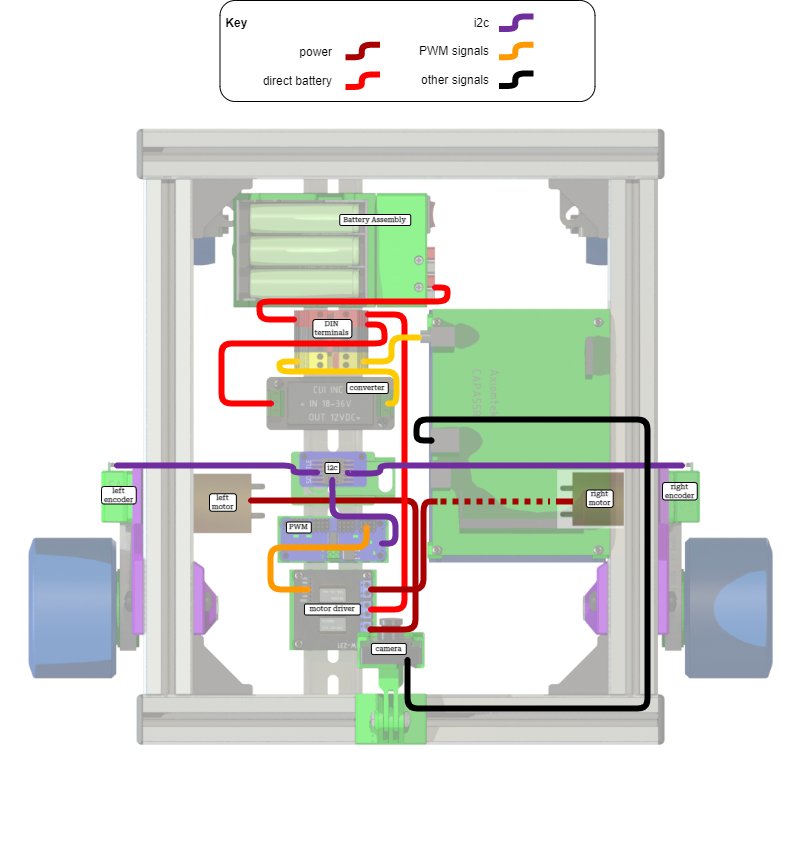 Key
i2c
power
PWM signals
direct battery
other signals
Battery Assembly
DIN
terminals
converter
CUI INC
IN 18-36V
OUT 12VDC
i2c
left
encoder
left
motor
right
motor
right
encoder
PWM
motor driver
camera